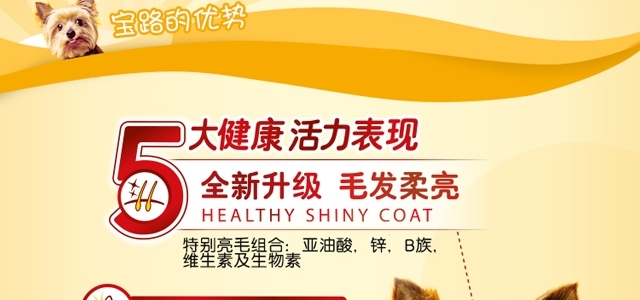 宝路的优势
5大健康 活力表现
全新升级 毛发柔亮
HEALTHY SHINY COAT
特别亮毛组合：亚油酸，锌，B族，
维生素及生物素